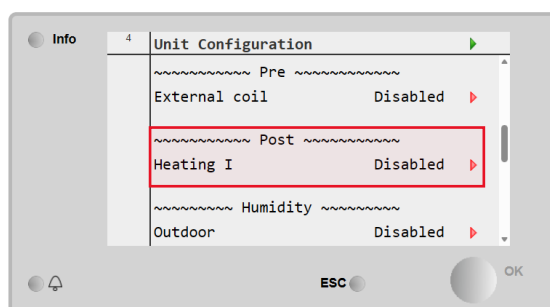 Info
4 Unit Configuration
~~~~~~~~~~~ Pre ~~~~~~~~~~~~
External coil Disabled
~~~~~~~~~~~ Post ~~~~~~~~~~~
Heating I Disabled
~~~~~~~~~ Humidity ~~~~~~~~~
Outdoor Disabled
ESC
OK